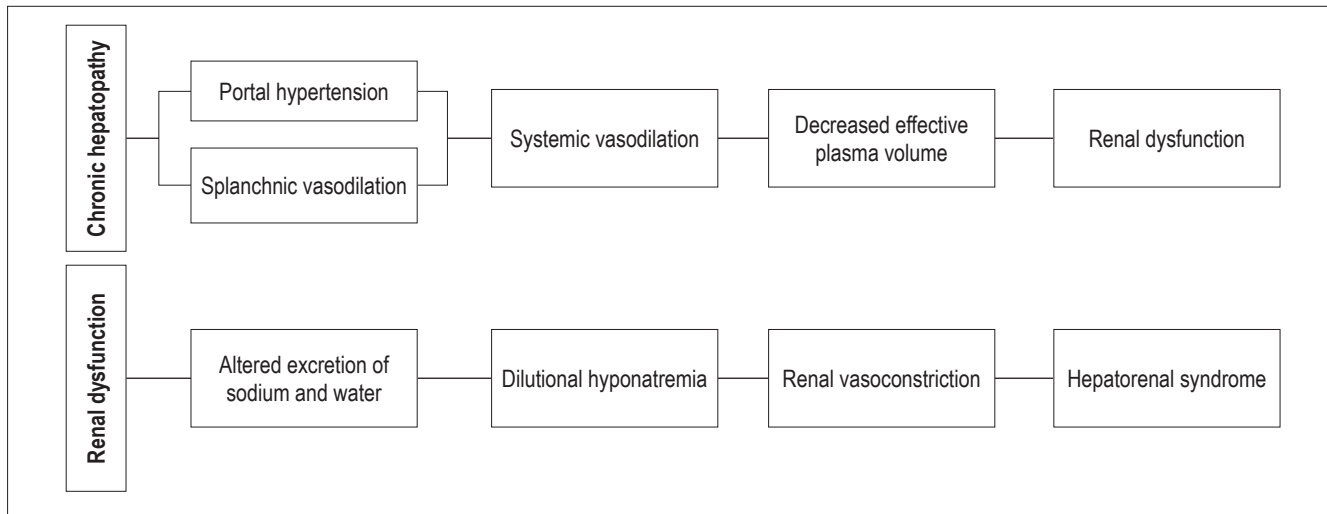 Chronic hepatopathy
Portal hypertension
Splanchnic vasodilation
Systemic vasodilation
Decreased effective
plasma volume
Renal dysfunction
Renal dysfunction
Altered excretion of
sodium and water
Dilutional hyponatremia
Renal vasoconstriction
Hepatorenal syndrome